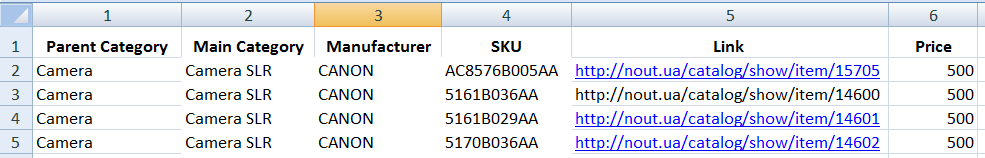 1 2 3 4 5 6
1 Parent Category Main Category Manufacturer SKU Link Price
2 Camera Camera SLR CANON AC8576B005AA http://nout.ua/catalog/show/item/15705 500
3 Camera Camera SLR CANON 5161B036AA http://nout.ua/catalog/show/item/14600 500
4 Camera Camera SLR CANON 5161B029AA http://nout.ua/catalog/show/item/14601 500
5 Camera Camera SLR CANON 5170B036AA http://nout.ua/catalog/show/item/14602 500